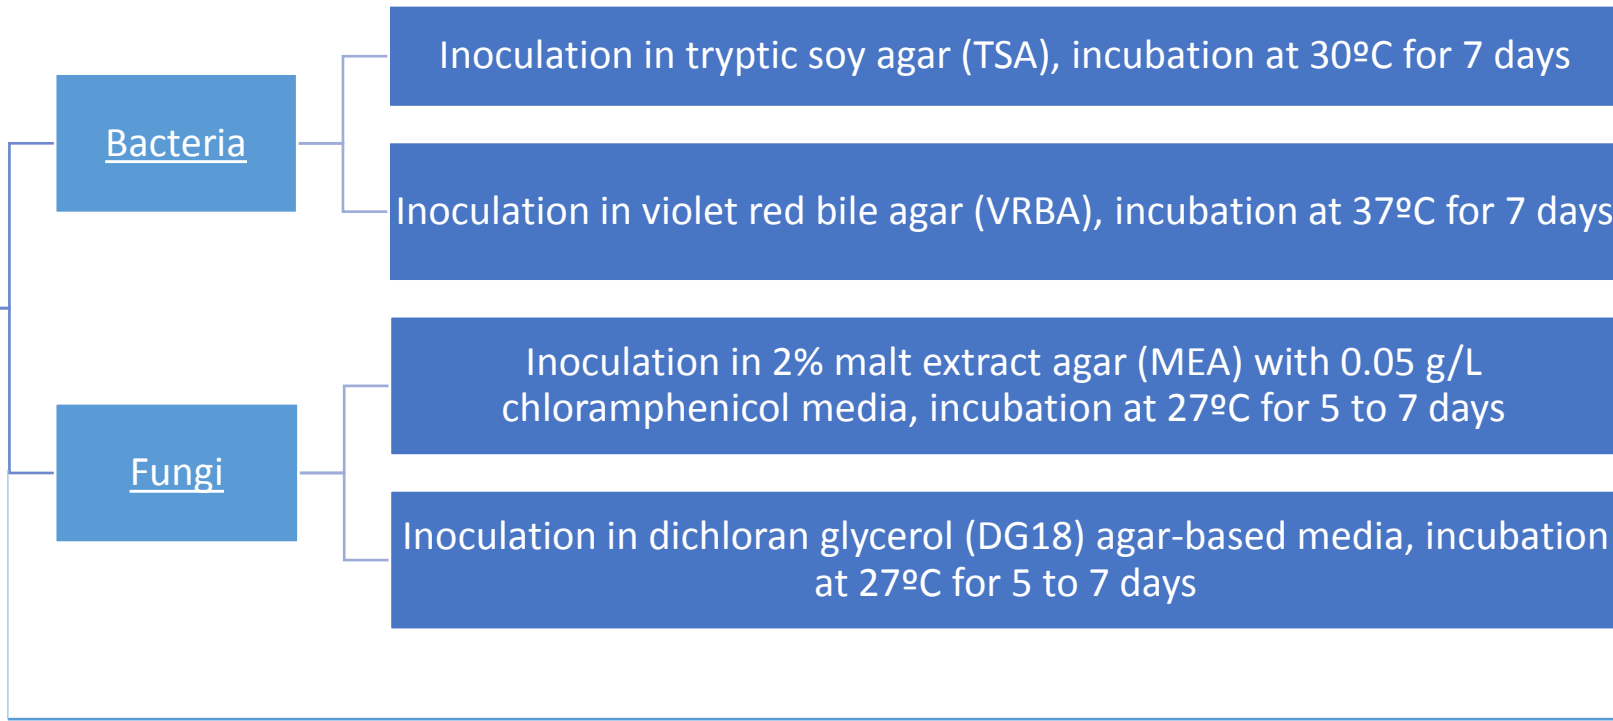 Bacteria
Inoculation in tryptic soy agar (TSA), incubation at 30ºC for 7 days
Inoculation in violet red bile agar (VRBA), incubation at 37ºC for 7 days
Fungi
Inoculation in 2% malt extract agar (MEA) with 0.05 g/L
chloramphenicol media, incubation at 27ºC for 5 to 7 days
Inoculation in dichloran glycerol (DG18) agar-based media, incubation
at 27ºC for 5 to 7 days